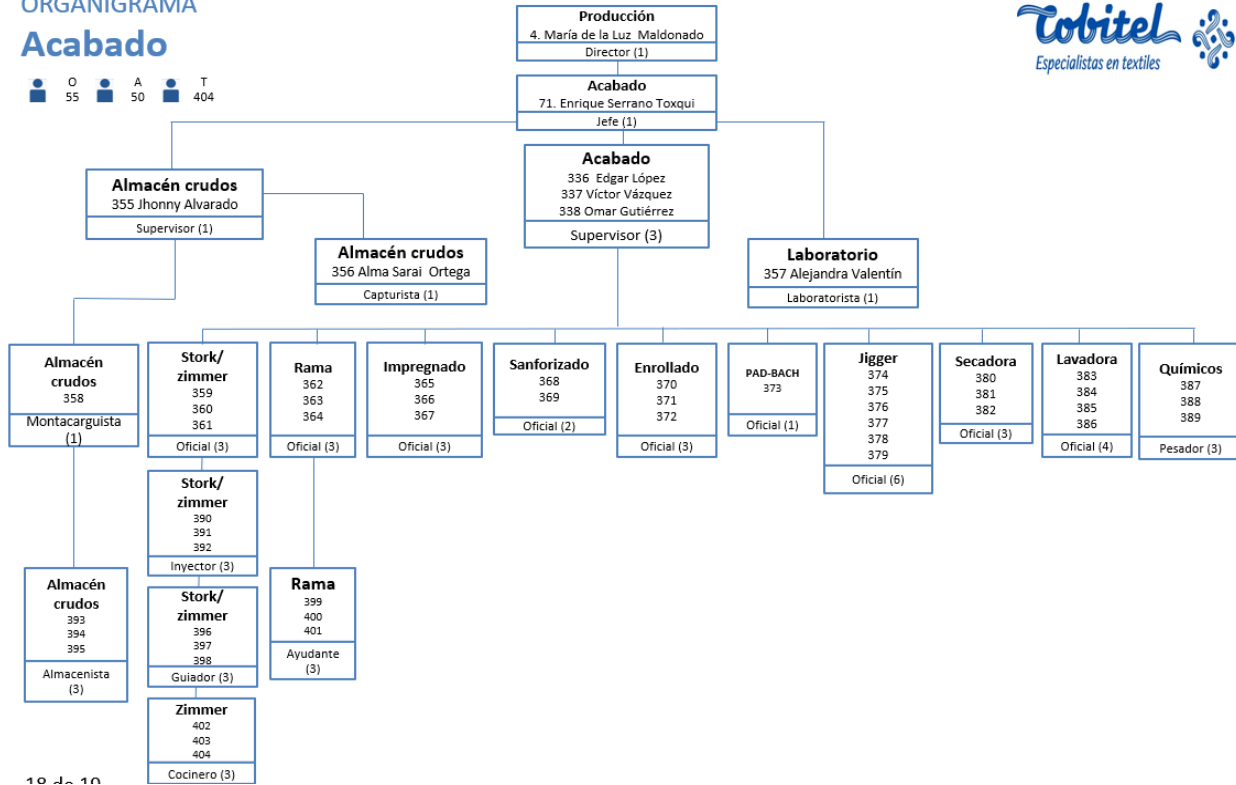 ORGANIGRAMA
Acabado
O
55
A
50
T
404
Tobitel
Especialistas en textiles
Producción
4. María de la Luz Maldonado
Director (1)
Acabado
71. Enrique Serrano Toxqui
Jefe (1)
Almacén crudos
355 Jhonny Alvarado
Supervisor (1)
Acabado
336 Edgar López
337 Víctor Vázquez
338 Omar Gutiérrez
Supervisor (3)
Almacén crudos
356 Alma Sarai Ortega
Capturista (1)
Laboratorio
357 Alejandra Valentín
Laboratorista (1)
Almacén
crudos
358
Montacarguista
(1)
Stork/
zimmer
359
360
361
Oficial (3)
Rama
362
363
364
Oficial (3)
Impregnado
365
366
367
Oficial (3)
Sanforizado
368
369
Oficial (2)
Enrollado
370
371
372
Oficial (3)
PAD-BACH
373
Oficial (1)
Jigger
374
375
376
377
378
379
Oficial (6)
Secadora
380
381
382
Oficial (3)
Lavadora
383
384
385
386
Oficial (4)
Químicos
387
388
389
Pesador (3)
Stork/
zimmer
390
391
392
Inyector (3)
Almacén
crudos
393
394
395
Almacenista
(3)
Stork/
zimmer
396
397
398
Guiador (3)
Rama
399
400
401
Ayudante
(3)
Zimmer
402
403
404
Cocinero (3)
18 de 19